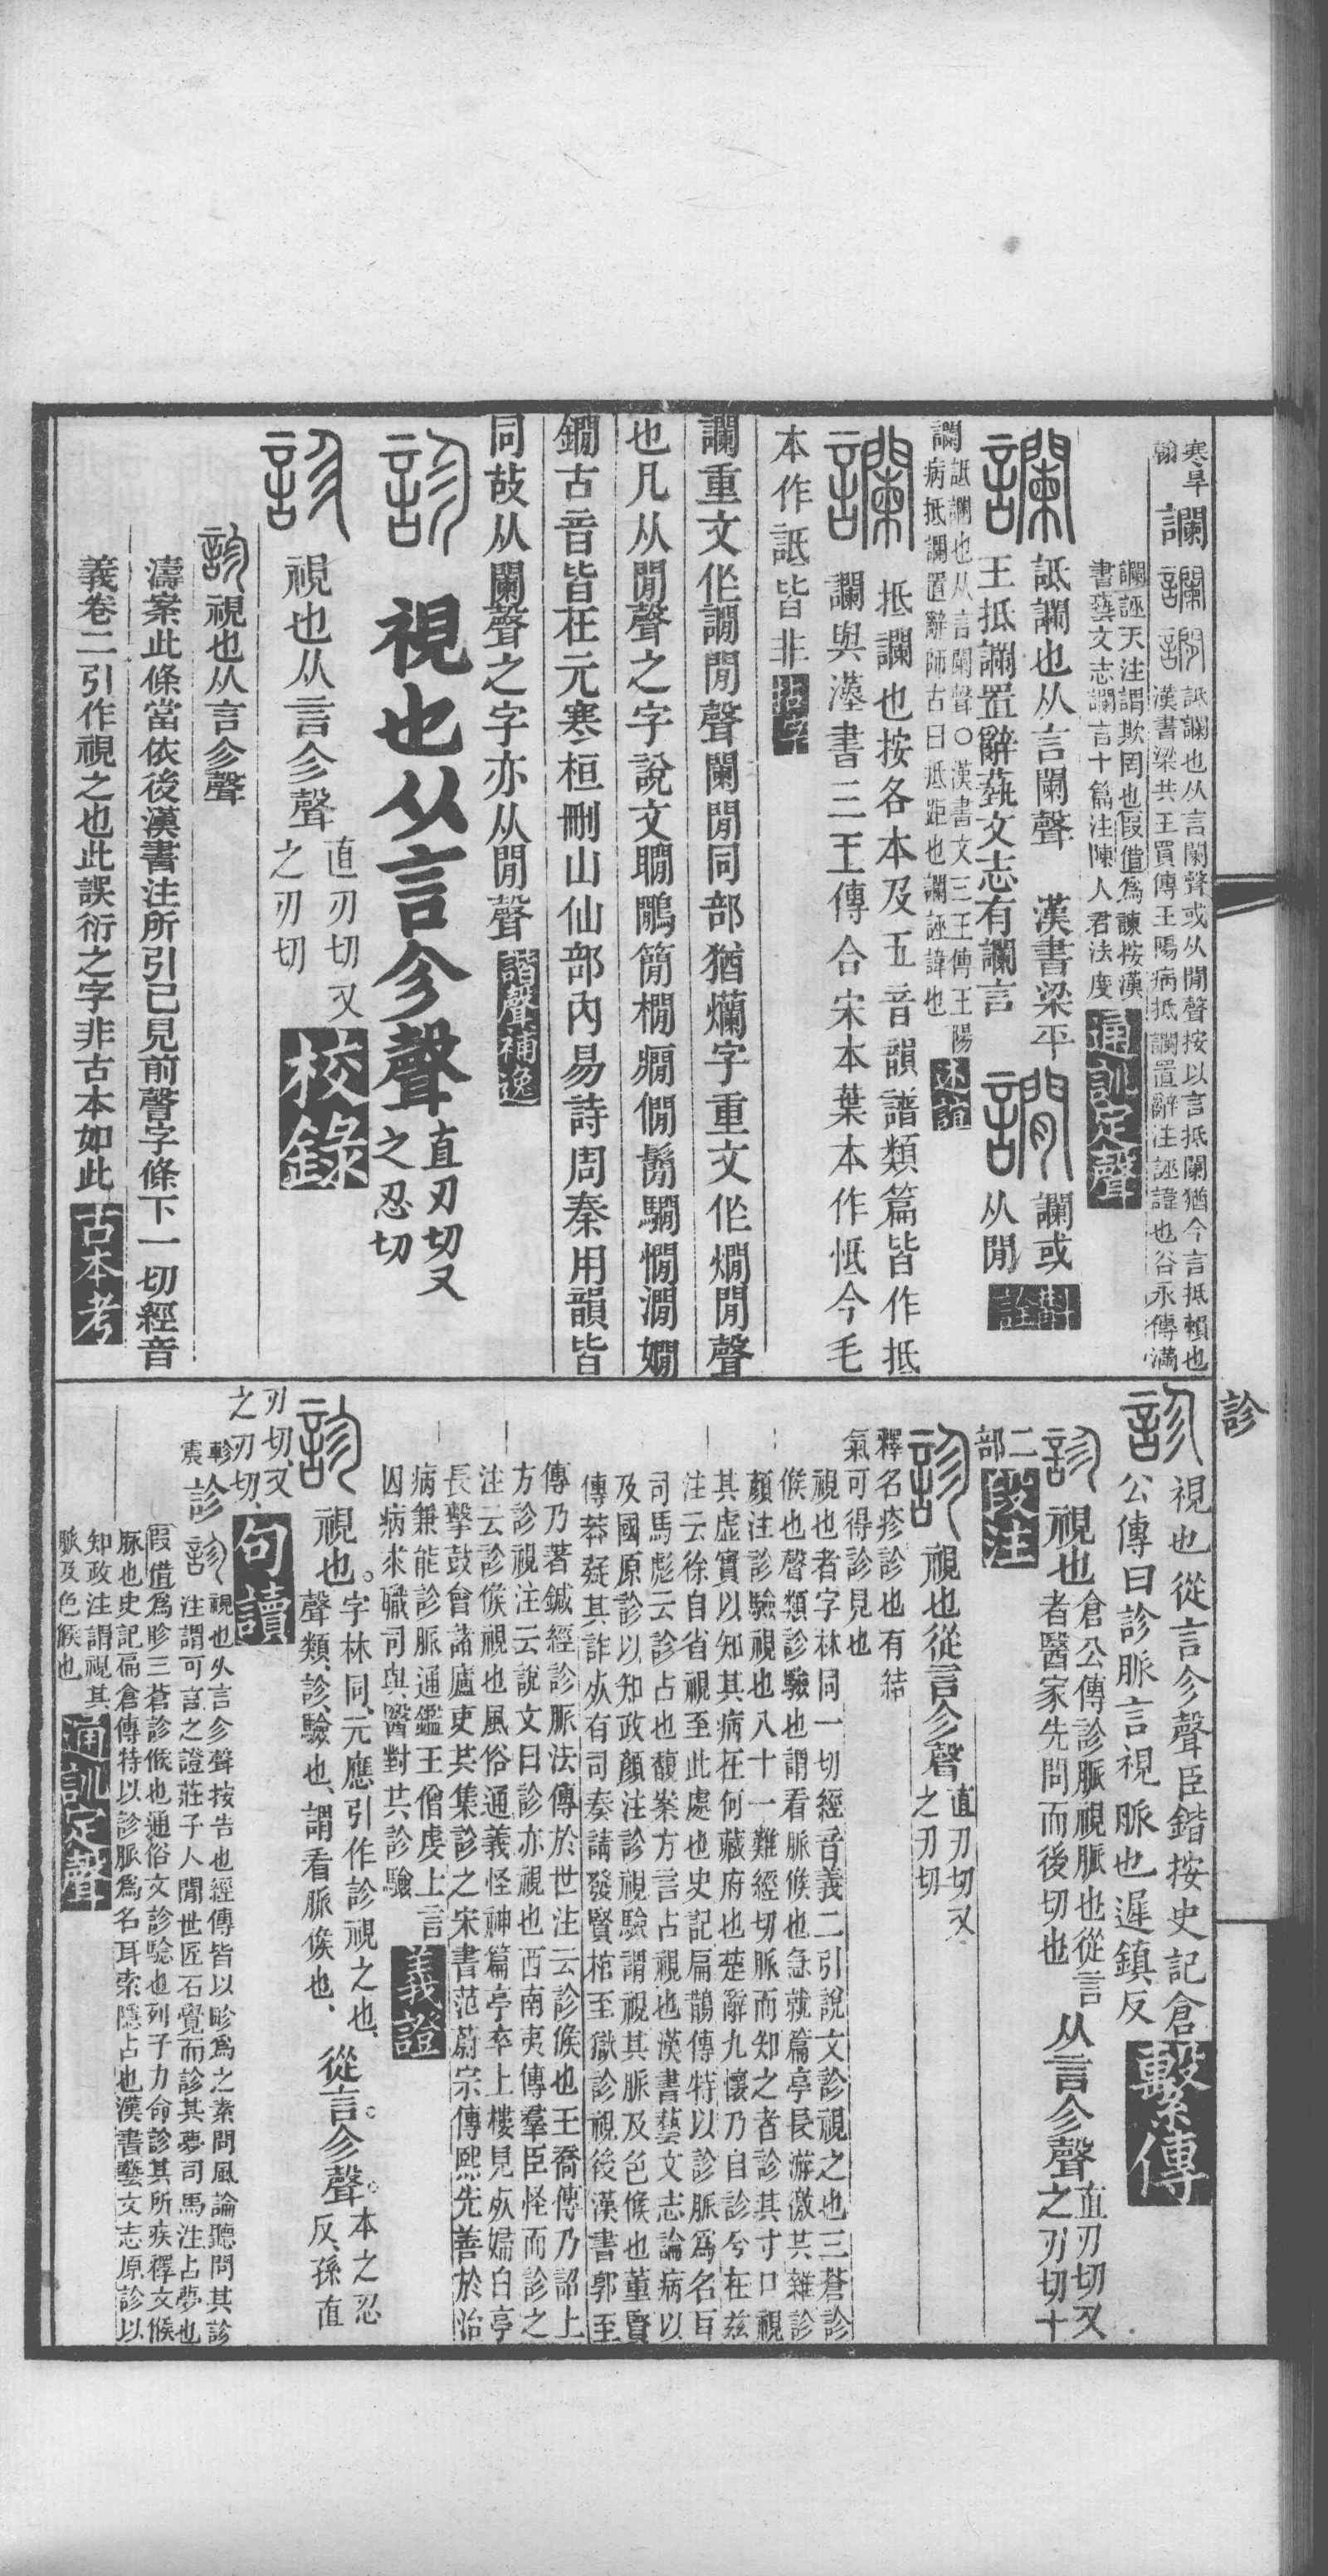 寒旱
翰
讕
讕
譋
詆讕也从言闌聲或从閒聲按以言抵闌猶今言抵賴也
漢書梁共王買傳王陽病抵讕置辭注誣諱也谷永傳滿
讕誣天注謂欺罔也假借爲諫按漢
書藝文志讕言十篇注陳人君法度
通訓定聲
讕
詆讕也从言闌聲　漢書梁平
王抵讕置辭藝文志有讕言
譋
讕或
从閒
斠詮
讕
詆讕也从言闌聲〇漢書文三王傳王陽
病抵讕置辭師古曰抵距也讕誣諱也
述誼
讕
抵讕也按各本及五音韻譜類篇皆作抵
讕與漢書三王傳合宋本葉本作怟今毛
本作詆皆非
拈字
讕重文作譋閒聲闌閒同部猶爛字重文作燗閒聲
也凡从閒聲之字說文瞯鷴簡橺癇僩鬜騆憪澗嫺
鐗古音皆在元寒桓刪山仙部內易詩周秦用韻皆
同故从闌聲之字亦从閒聲
諧聲補逸
診
視也从言㐱聲
直刃切又
之忍切
診
視也从言㐱聲
直刃切又
之刃切
校錄
診
視也从言㐱聲
濤案此條當依後漢書注所引已見前謦字條下一切經音
義卷二引作視之也此誤衍之字非古本如此
古本考
診
診
視也從言㐱聲臣鍇按史記倉
公傳曰診脈言視脈也遲鎮反
繫傳
診
視也
倉公傳診脈視脈也從言
者醫家先問而後切也
从言㐱聲
直刃切又
之刃切十
二
部
段注
診
視也從言㐱聲
直刃切又
之刃切
釋名疹診也有結
氣可得診見也
視也者字林同一切經音義二引說文診視之也三蒼診
候也聲類診驗也謂看脈候也急就篇亭長游激共雜診
顏注診驗視也八十一難經切脈而知之者診其寸口視
其虛實以知其病在何藏府也楚辭九懷乃自診兮在茲
注云徐自省視至此處也史記扁鵲傳特以診脈爲名耳
司馬彪云診占也馥案方言占視也漢書藝文志論病以
及國原診以知政顏注診視驗謂視其脈及色候也董賢
傳莽疑其詐死有司奏請發賢棺至獄診視後漢書郭玉
傳乃著鍼經診脈法傳於世注云診候也王喬傳乃詔上
方診視注云說文曰診亦視也西南夷傳羣臣怪而診之
注云診候視也風俗通義怪神篇亭卒上樓見死婦白亭
長擊鼓會諸廬吏共集診之宋書范蔚宗傳熙先善於治
病兼能診脈通鑑王僧虔上言
因病求職司與醫對共診驗
義證
診
視也。
字林同、元應引作診視之也、
聲類、診、驗也、謂看脈候也、
從言。㐱聲。
本之忍
反、孫直
刃切、又
之刃切、
句讀
軫
震
診
診
視也从言㐱聲按告也經傳皆以眕爲之素問風論聽問其診
注謂可言之證莊子人閒世匠石覺而診其夢司馬注占夢也
假借爲眕三蒼診候也通俗文診驗也列子力命診其所疾釋文候
脈也史記扁倉傳特以診脈爲名耳索隱占也漢書藝文志原診以
知政注謂視其
脈及色候也
通訓定聲